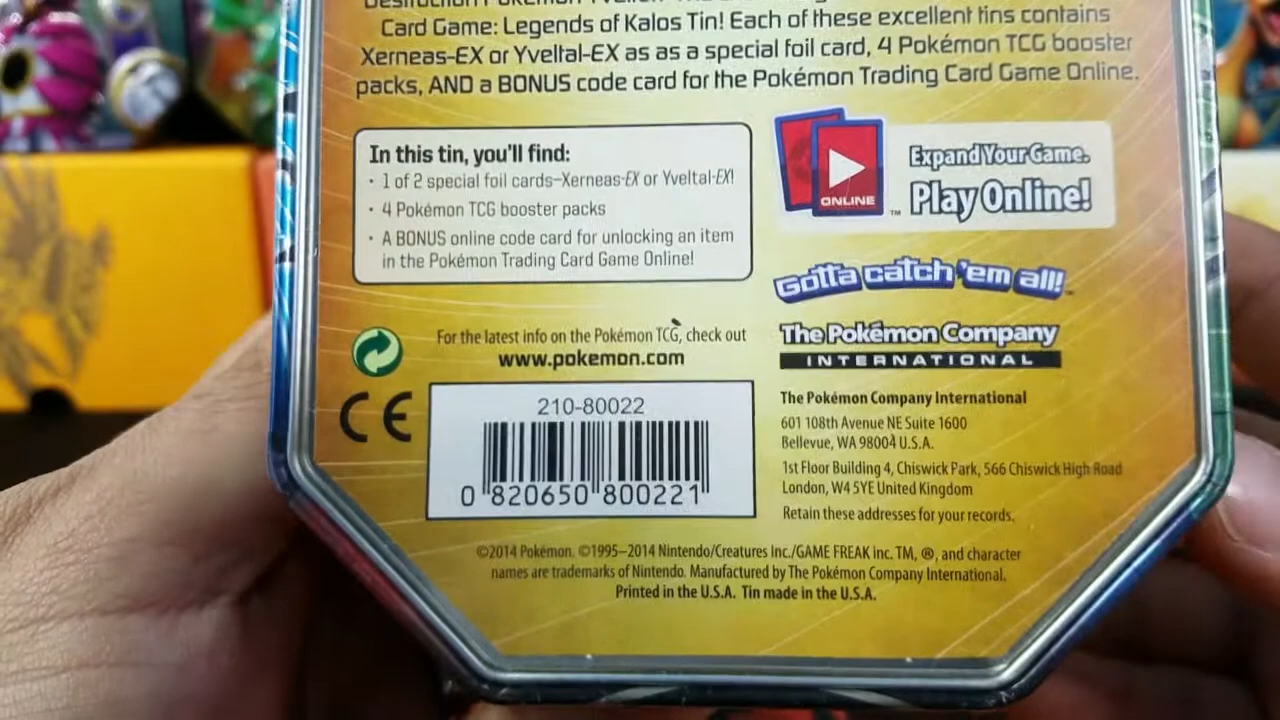 Destruction Pokémon Yveltal
Card Game: Legends of Kalos Tin! Each of these excellent tins contains
Xerneas-EX or Yveltal-EX as as a special foil card, 4 Pokémon TCG booster
packs, AND a BONUS code card for the Pokémon Trading Card Game Online.
In this tin, you'll find:
• 1 of 2 special foil cards–Xerneas-EX or Yveltal-EX!
• 4 Pokémon TCG booster packs
• A BONUS online code card for unlocking an item
in the Pokémon Trading Card Game Online!
ONLINE
TM
Expand Your Game.
Play Online!
Gotta catch 'em all!
The Pokémon Company
INTERNATIONAL
For the latest info on the Pokémon TCG, check out
www.pokemon.com
CE
210-80022
0 820650 800221
The Pokémon Company International
601 108th Avenue NE Suite 1600
Bellevue, WA 98004 U.S.A.
1st Floor Building 4, Chiswick Park, 566 Chiswick High Road
London, W4 5YE United Kingdom
Retain these addresses for your records.
©2014 Pokémon. ©1995–2014 Nintendo/Creatures Inc./GAME FREAK inc. TM, ®, and character
names are trademarks of Nintendo. Manufactured by The Pokémon Company International.
Printed in the U.S.A. Tin made in the U.S.A.